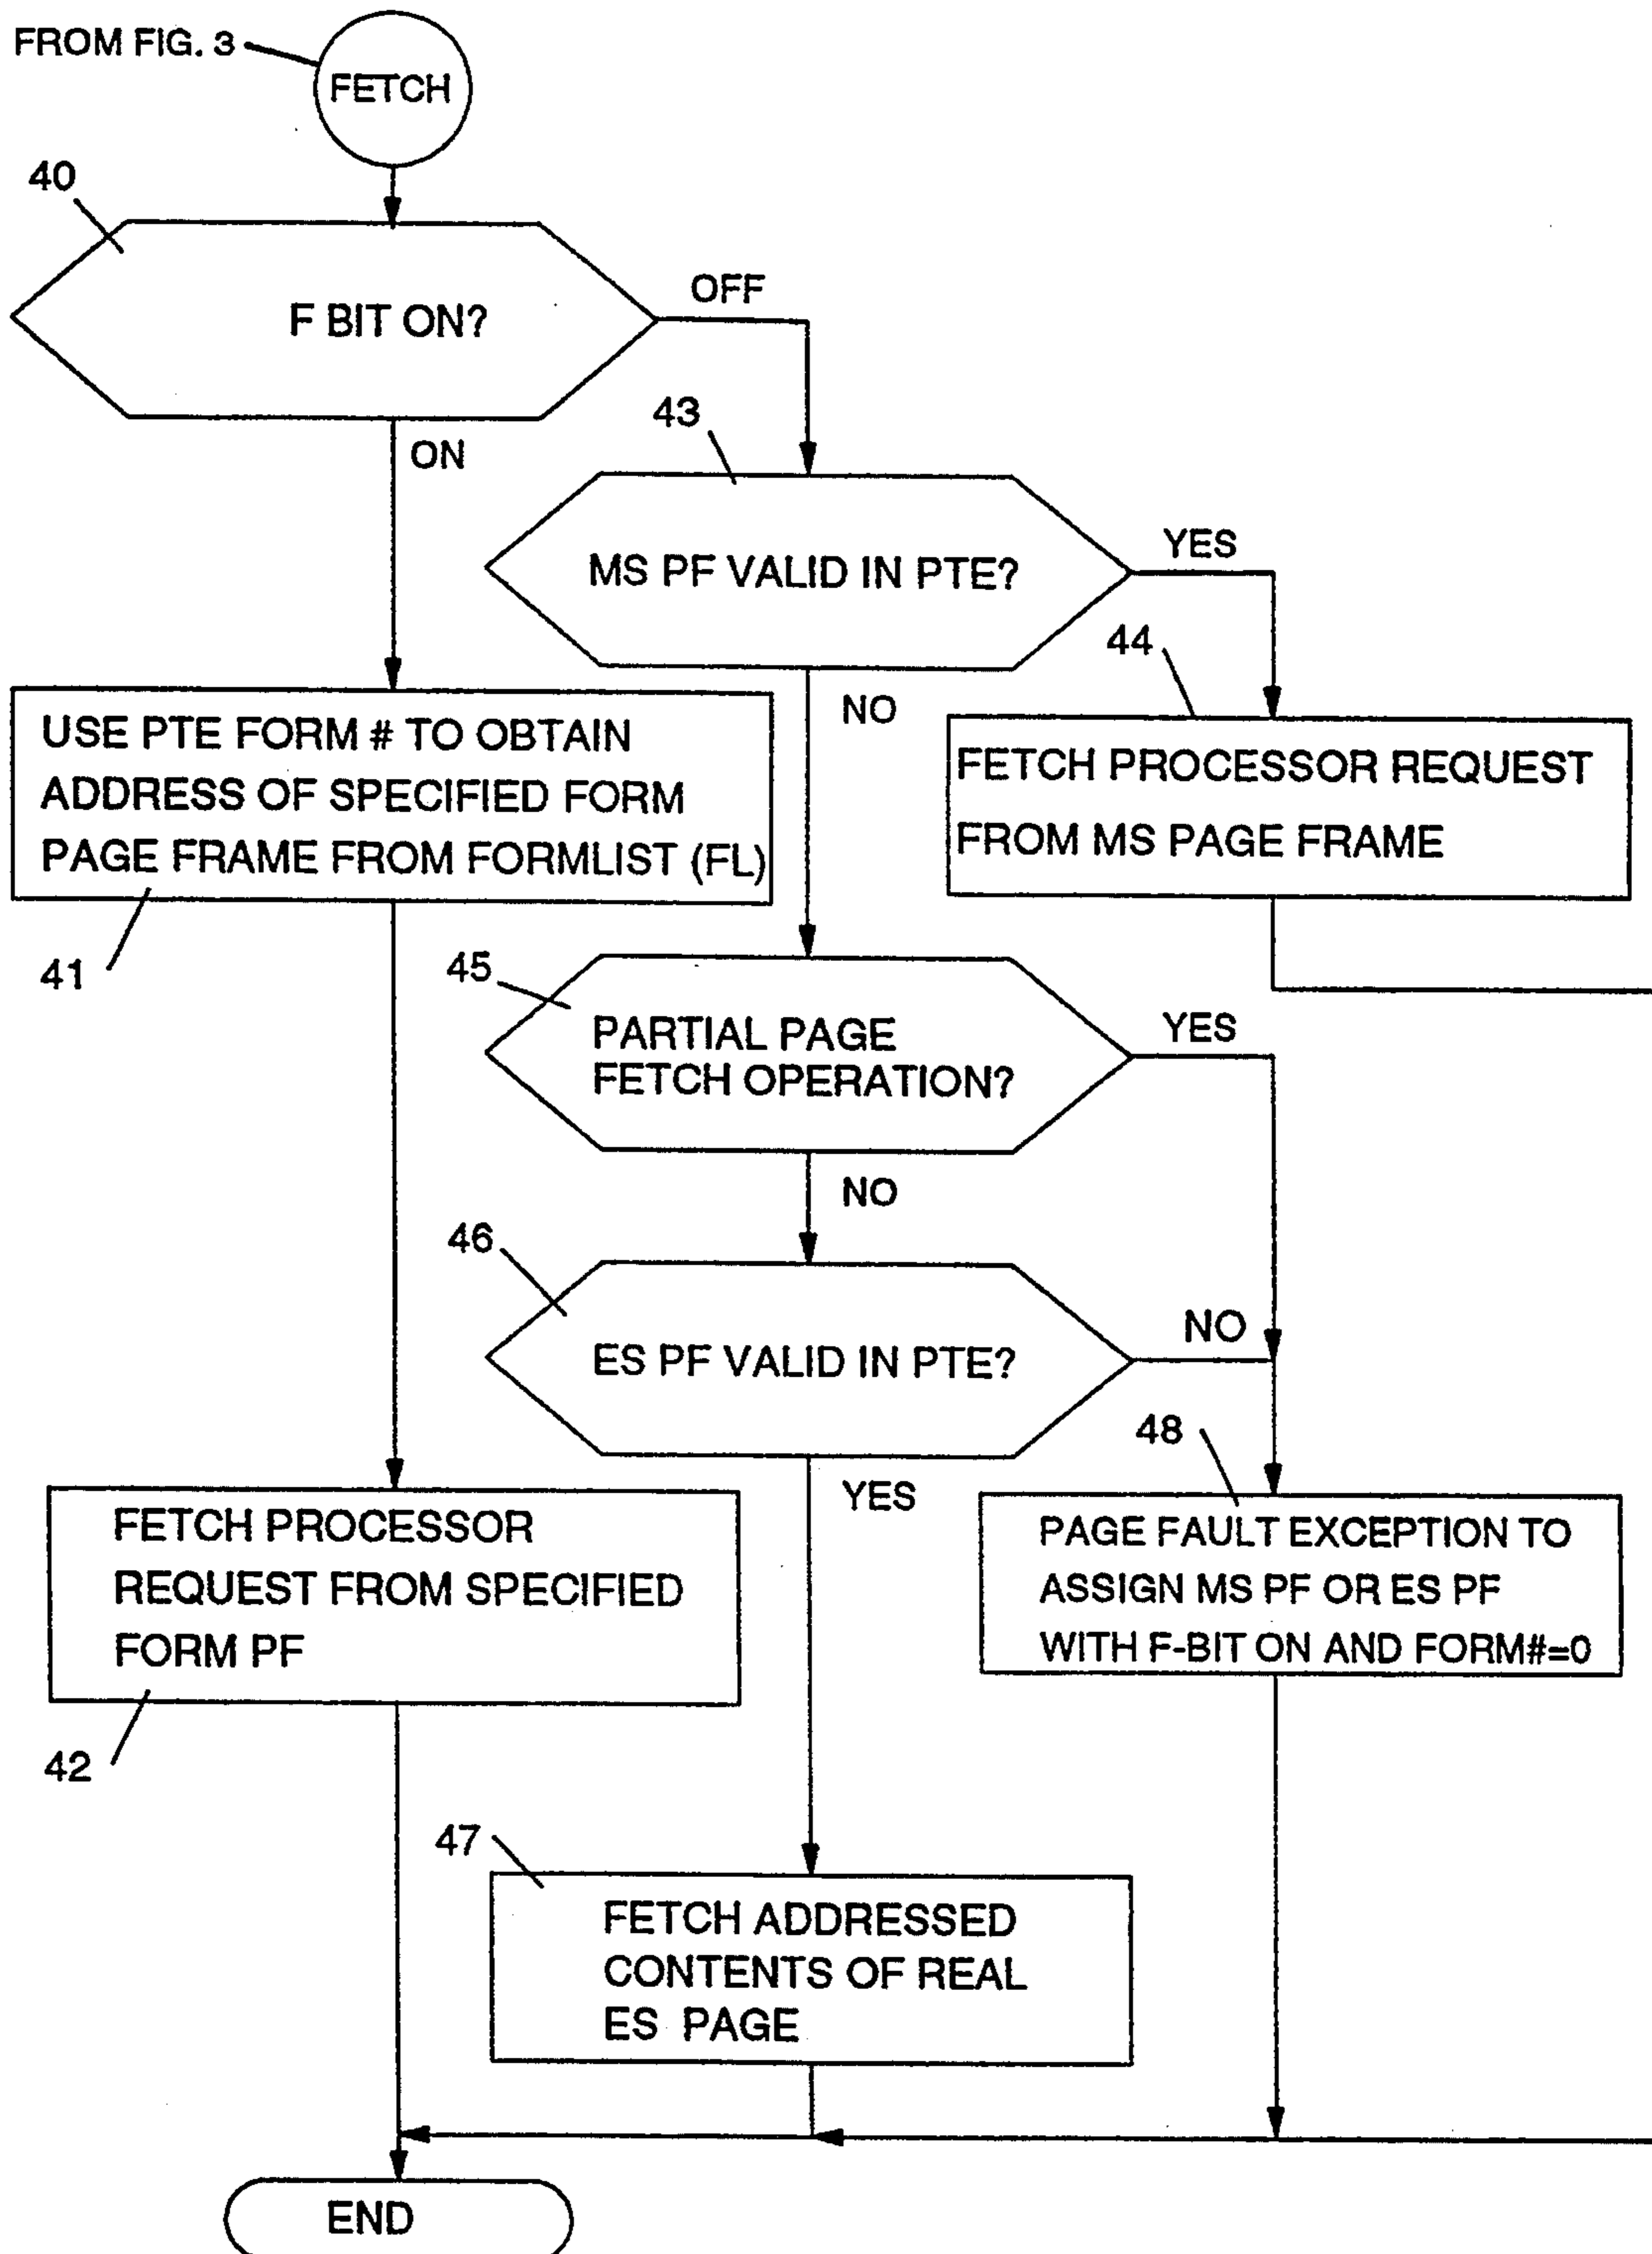 FROM FIG. 3
FETCH
40
F BIT ON?
OFF
ON
43
MS PF VALID IN PTE?
YES
NO
44
FETCH PROCESSOR REQUEST
FROM MS PAGE FRAME
USE PTE FORM # TO OBTAIN
ADDRESS OF SPECIFIED FORM
PAGE FRAME FROM FORMLIST (FL)
41
45
PARTIAL PAGE
FETCH OPERATION?
YES
NO
46
ES PF VALID IN PTE?
NO
YES
48
PAGE FAULT EXCEPTION TO
ASSIGN MS PF OR ES PF
WITH F-BIT ON AND FORM#=0
FETCH PROCESSOR
REQUEST FROM SPECIFIED
FORM PF
42
47
FETCH ADDRESSED
CONTENTS OF REAL
ES PAGE
END